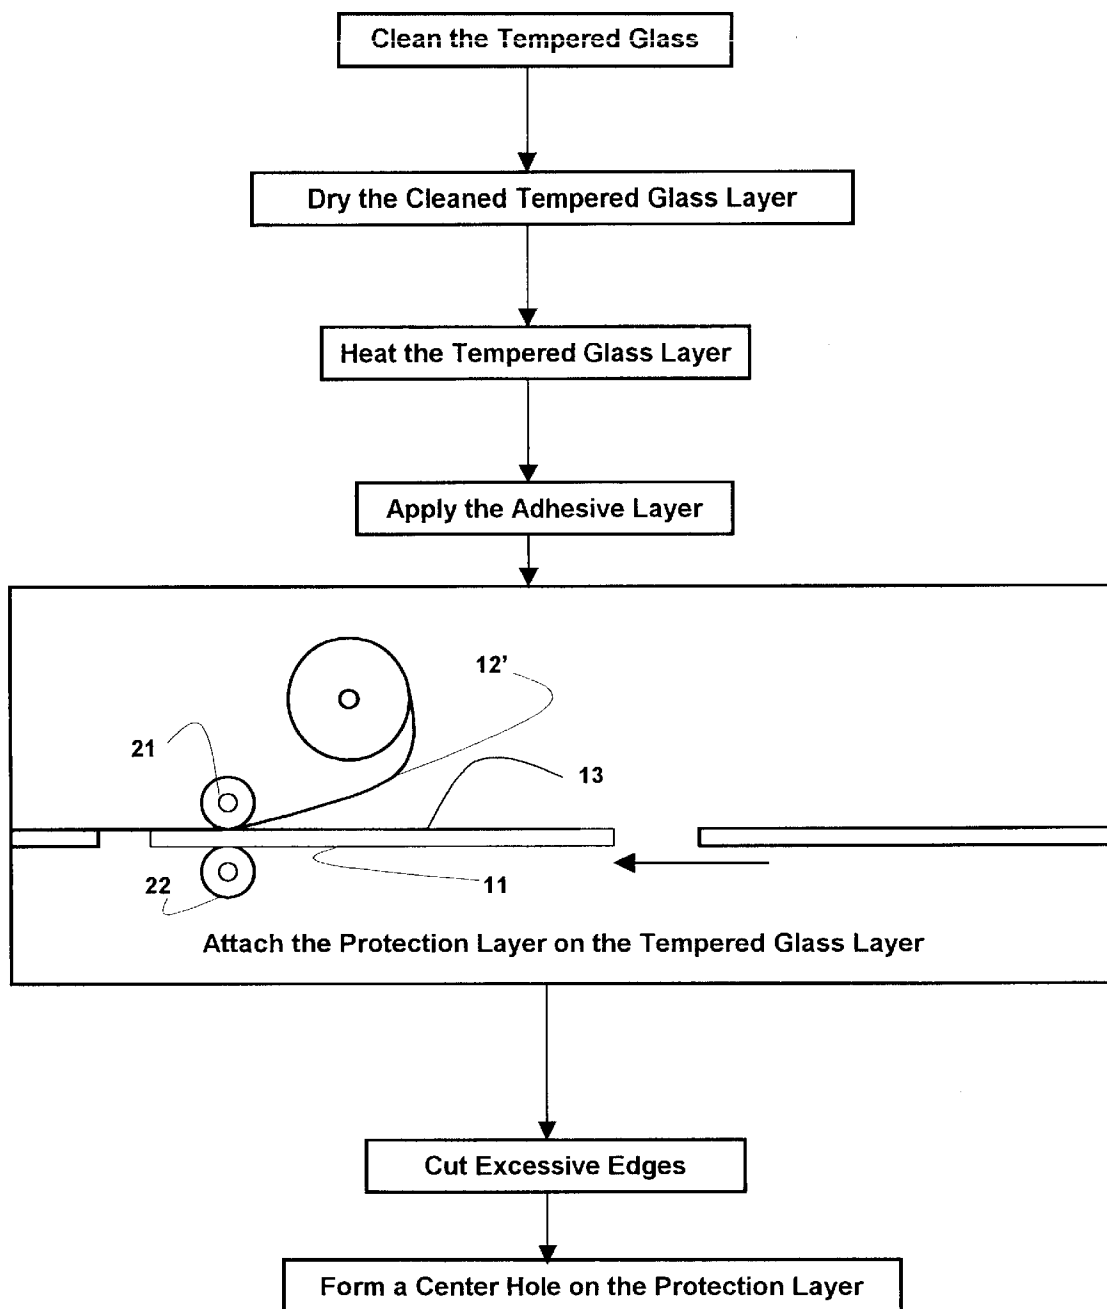 Clean the Tempered Glass
Dry the Cleaned Tempered Glass Layer
Heat the Tempered Glass Layer
Apply the Adhesive Layer
12'
21
13
22
11
Attach the Protection Layer on the Tempered Glass Layer
Cut Excessive Edges
Form a Center Hole on the Protection Layer